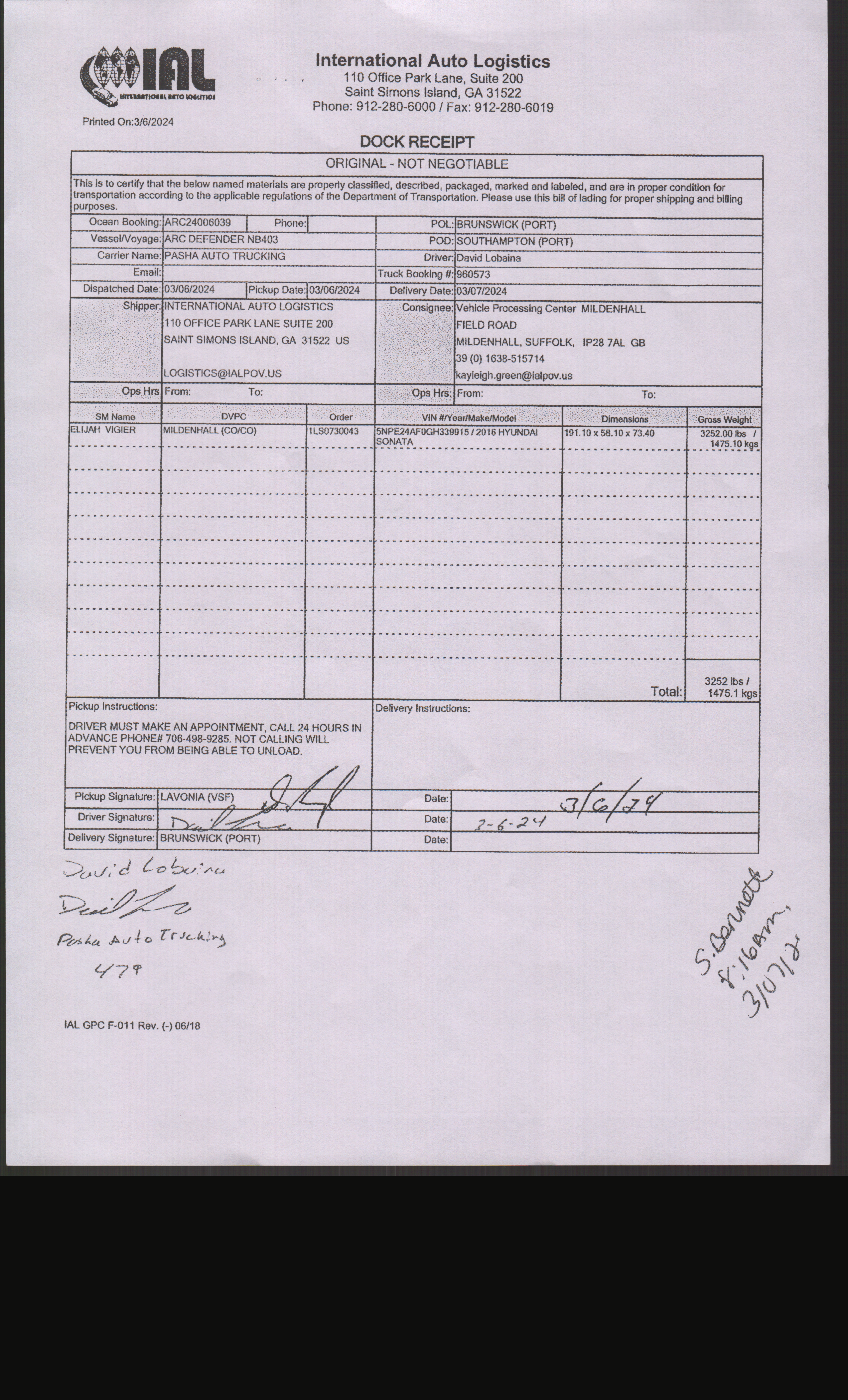 IAL
INTERNATIONAL AUTO LOGISTICS
International Auto Logistics
110 Office Park Lane, Suite 200
Saint Simons Island, GA 31522
Phone: 912-280-6000 / Fax: 912-280-6019
Printed On:3/6/2024
DOCK RECEIPT
ORIGINAL - NOT NEGOTIABLE
This is to certify that the below named materials are properly classified, described, packaged, marked and labeled, and are in proper condition for
transportation according to the applicable regulations of the Department of Transportation. Please use this bill of lading for proper shipping and billing
purposes.
Ocean Booking: ARC24006039 Phone: POL: BRUNSWICK (PORT)
Vessel/Voyage: ARC DEFENDER NB403 POD: SOUTHAMPTON (PORT)
Carrier Name: PASHA AUTO TRUCKING Driver: David Lobaina
Email: Truck Booking #: 960573
Dispatched Date: 03/06/2024 Pickup Date: 03/06/2024 Delivery Date: 03/07/2024
Shipper: INTERNATIONAL AUTO LOGISTICS Consignee: Vehicle Processing Center MILDENHALL
110 OFFICE PARK LANE SUITE 200 FIELD ROAD
SAINT SIMONS ISLAND, GA 31522 US MILDENHALL, SUFFOLK, IP28 7AL GB
39 (0) 1638-515714
LOGISTICS@IALPOV.US kayleigh.green@ialpov.us
Ops Hrs From: To: Ops Hrs: From: To:
SM Name DVPC Order VIN #/Year/Make/Model Dimensions Gross Weight
ELIJAH VIGIER MILDENHALL (CO/CO) 1LS0730043 5NPE24AF0GH339915 / 2016 HYUNDAI 191.10 x 58.10 x 73.40 3252.00 lbs /
SONATA 1475.10 kgs
Total: 3252 lbs /
1475.1 kgs
Pickup Instructions: Delivery Instructions:
DRIVER MUST MAKE AN APPOINTMENT, CALL 24 HOURS IN
ADVANCE PHONE# 706-498-9285. NOT CALLING WILL
PREVENT YOU FROM BEING ABLE TO UNLOAD.
Pickup Signature: LAVONIA (VSF) Date: 3/6/24
Driver Signature: Date: 3-6-24
Delivery Signature: BRUNSWICK (PORT) Date:
David Lobaina
Pasha Auto Trucking
479
S. Bennett
8:16am,
3/07/2
IAL GPC F-011 Rev. (-) 06/18